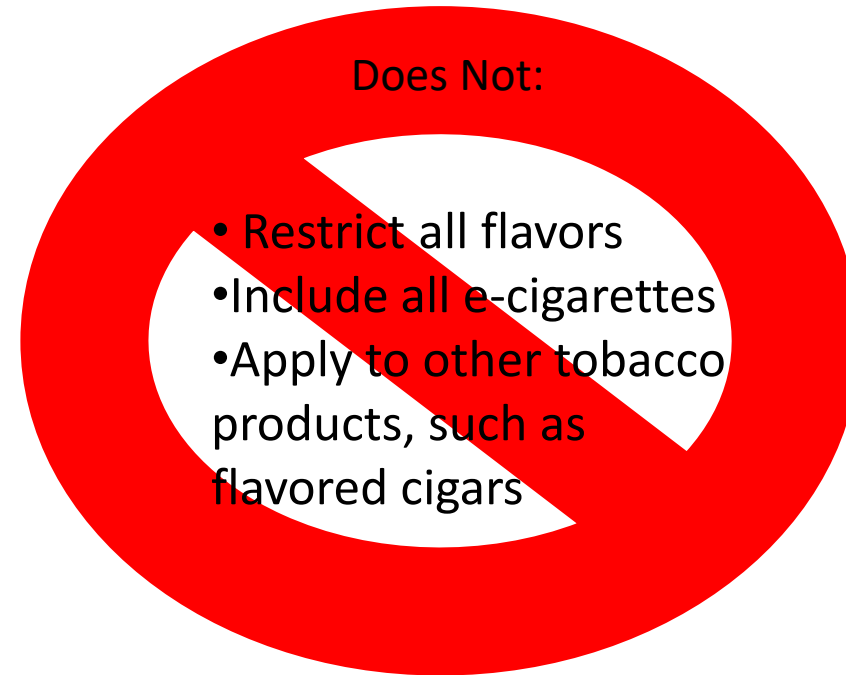 Does Not:
• Restrict all flavors
•Include all e-cigarettes
•Apply to other tobacco
products, such as
flavored cigars